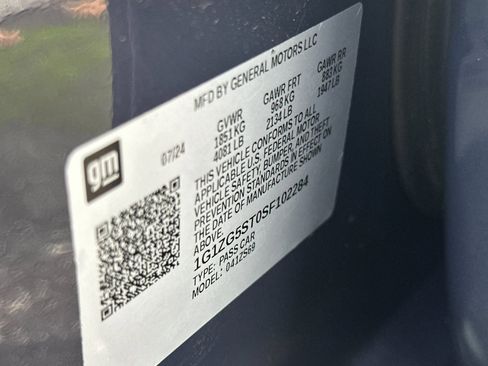 MFD BY GENERAL MOTORS LLC
07/24 GVWR GAWR FRT GAWR RR
1851 KG 968 KG 883 KG
4081 LB 2134 LB 1947 LB
gm
THIS VEHICLE CONFORMS TO ALL
APPLICABLE U.S. FEDERAL MOTOR
VEHICLE SAFETY, BUMPER, AND THEFT
PREVENTION STANDARDS IN EFFECT ON
THE DATE OF MANUFACTURE SHOWN
ABOVE.
1G1ZG5ST0SF102284
TYPE: PASS CAR
MODEL: 041ZS69